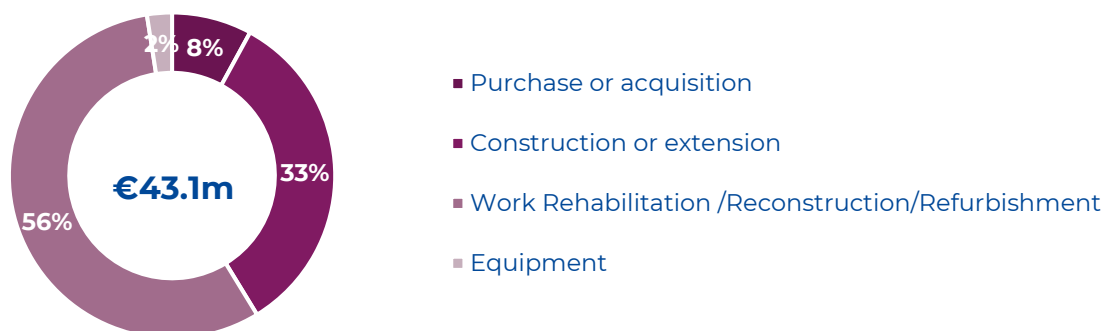 2%
8%
33%
56%
€43.1m
Purchase or acquisition
Construction or extension
Work Rehabilitation /Reconstruction/Refurbishment
Equipment